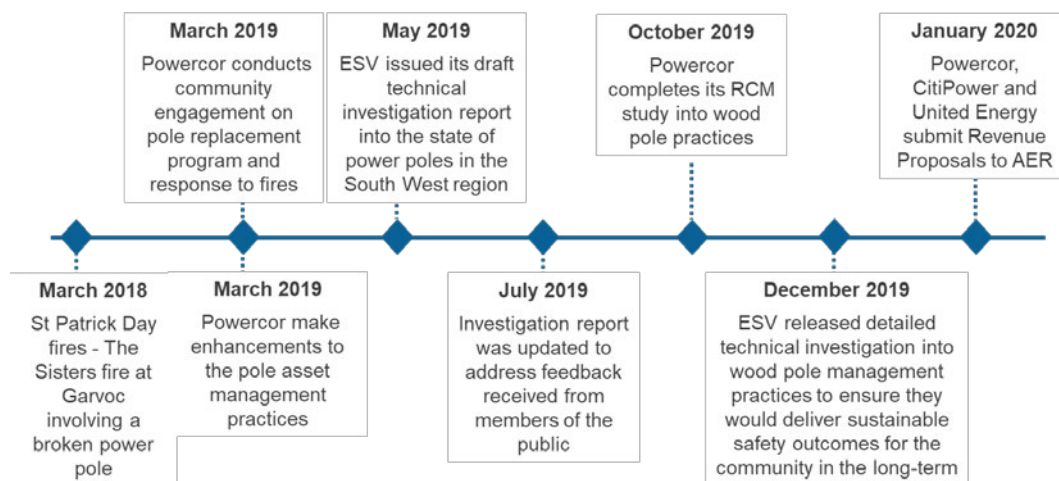 March 2019
Powercor conducts
community
engagement on
pole replacement
program and
response to fires
May 2019
ESV issued its draft
technical
investigation report
into the state of
power poles in the
South West region
October 2019
Powercor
completes its RCM
study into wood
pole practices
January 2020
Powercor,
CitiPower and
United Energy
submit Revenue
Proposals to AER
March 2018
St Patrick Day
fires - The
Sisters fire at
Garvoc
involving a
broken power
pole
March 2019
Powercor make
enhancements to
the pole asset
management
practices
July 2019
Investigation report
was updated to
address feedback
received from
members of the
public
December 2019
ESV released detailed
technical investigation into
wood pole management
practices to ensure they
would deliver sustainable
safety outcomes for the
community in the long-term